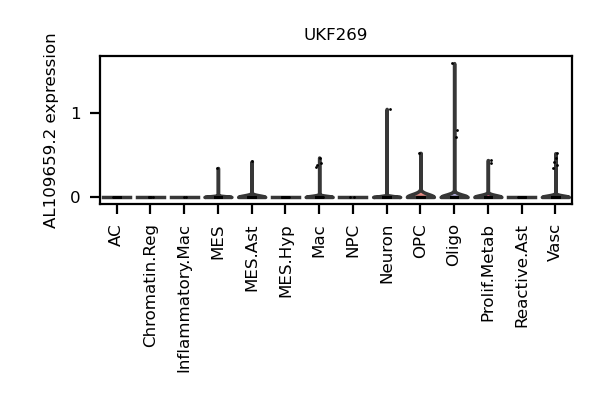 UKF269
AL109659.2 expression
1
0
AC
Chromatin.Reg
Inflammatory.Mac
MES
MES.Ast
MES.Hyp
Mac
NPC
Neuron
OPC
Oligo
Prolif.Metab
Reactive.Ast
Vasc